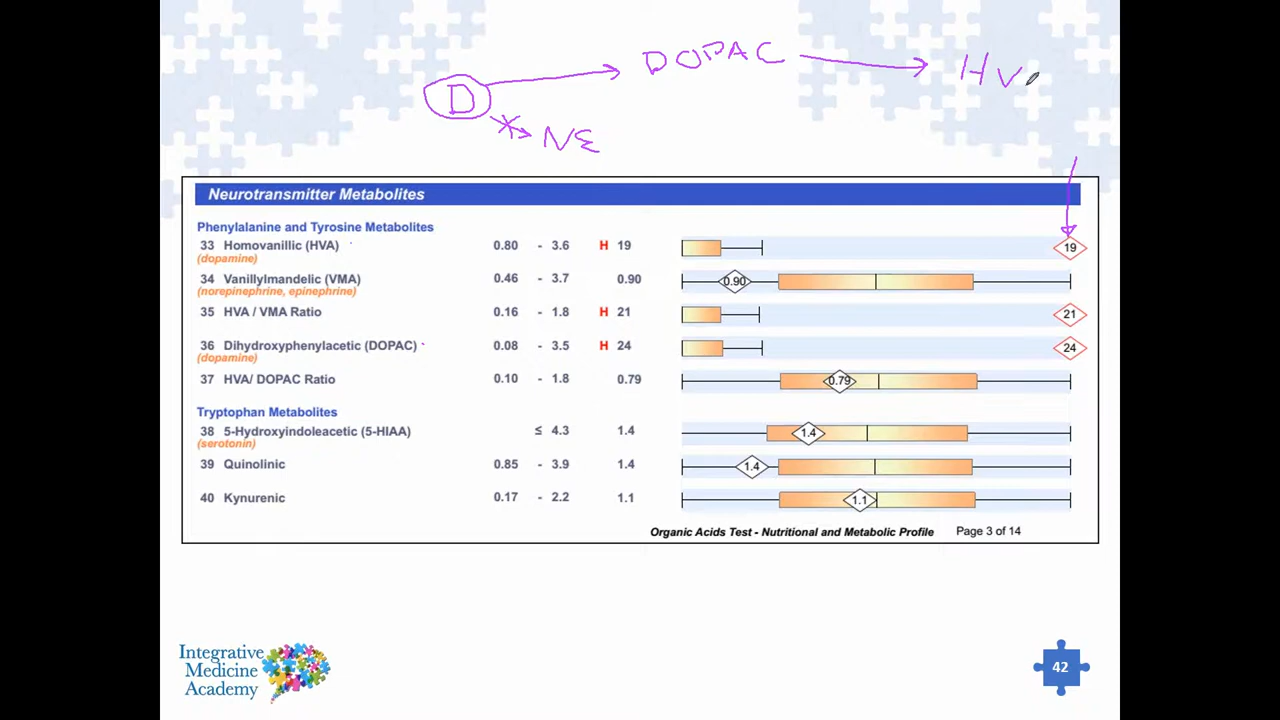 D → DOPAC → HV
NE
Neurotransmitter Metabolites
Phenylalanine and Tyrosine Metabolites
33 Homovanillic (HVA) 0.80 - 3.6 H 19 19
(dopamine)
34 Vanillylmandelic (VMA) 0.46 - 3.7 0.90 0.90
(norepinephrine, epinephrine)
35 HVA / VMA Ratio 0.16 - 1.8 H 21 21
36 Dihydroxyphenylacetic (DOPAC) 0.08 - 3.5 H 24 24
(dopamine)
37 HVA/ DOPAC Ratio 0.10 - 1.8 0.79 0.79
Tryptophan Metabolites
38 5-Hydroxyindoleacetic (5-HIAA) ≤ 4.3 1.4 1.4
(serotonin)
39 Quinolinic 0.85 - 3.9 1.4 1.4
40 Kynurenic 0.17 - 2.2 1.1 1.1
Organic Acids Test - Nutritional and Metabolic Profile Page 3 of 14
Integrative
Medicine
Academy
42